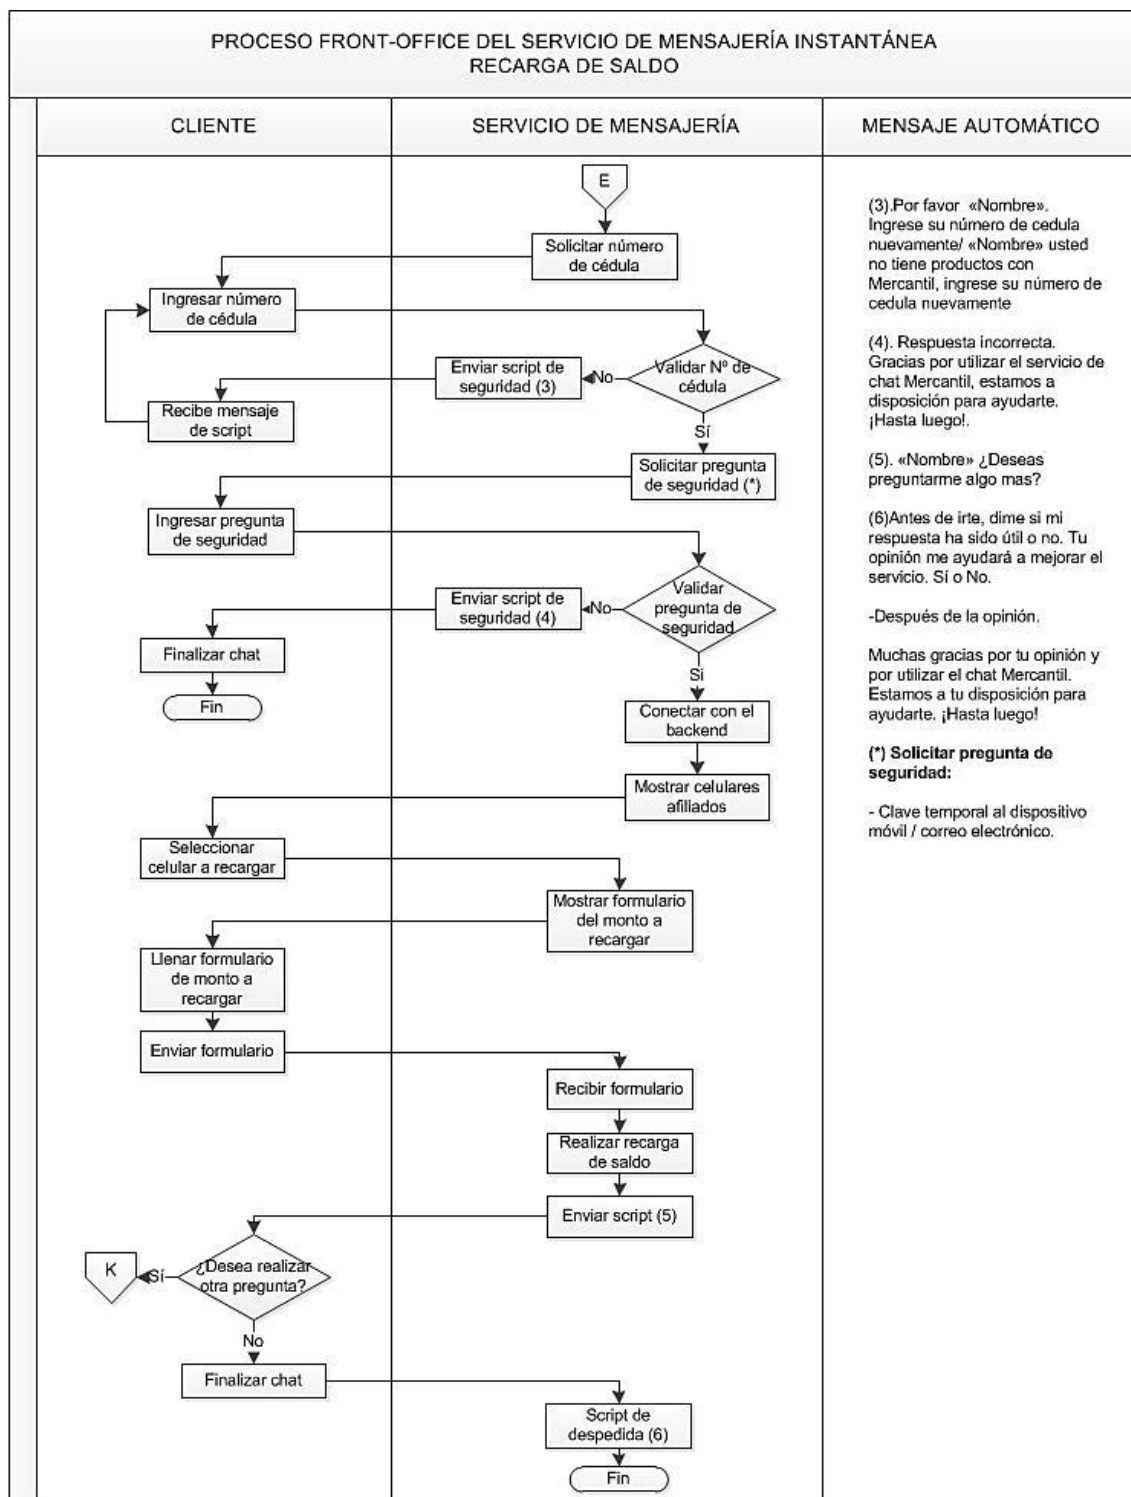 PROCESO FRONT-OFFICE DEL SERVICIO DE MENSAJERÍA INSTANTÁNEA
RECARGA DE SALDO
CLIENTE
SERVICIO DE MENSAJERÍA
MENSAJE AUTOMÁTICO
E
Solicitar número
de cédula
Ingresar número
de cédula
Validar Nº de
cédula
No
Enviar script de
seguridad (3)
Recibe mensaje
de script
Sí
Solicitar pregunta
de seguridad (*)
Ingresar pregunta
de seguridad
Validar
pregunta de
seguridad
No
Enviar script de
seguridad (4)
Finalizar chat
Fin
Si
Conectar con el
backend
Mostrar celulares
afiliados
Seleccionar
celular a recargar
Mostrar formulario
del monto a
recargar
Llenar formulario
de monto a
recargar
Enviar formulario
Recibir formulario
Realizar recarga
de saldo
Enviar script (5)
¿Desea realizar
otra pregunta?
Sí
K
No
Finalizar chat
Script de
despedida (6)
Fin
(3).Por favor «Nombre».
Ingrese su número de cedula
nuevamente/ «Nombre» usted
no tiene productos con
Mercantil, ingrese su número de
cedula nuevamente
(4). Respuesta incorrecta.
Gracias por utilizar el servicio de
chat Mercantil, estamos a
disposición para ayudarte.
¡Hasta luego!.
(5). «Nombre» ¿Deseas
preguntarme algo mas?
(6)Antes de irte, dime si mi
respuesta ha sido útil o no. Tu
opinión me ayudará a mejorar el
servicio. Sí o No.
-Después de la opinión.
Muchas gracias por tu opinión y
por utilizar el chat Mercantil.
Estamos a tu disposición para
ayudarte. ¡Hasta luego!
(*) Solicitar pregunta de
seguridad:
- Clave temporal al dispositivo
móvil / correo electrónico.